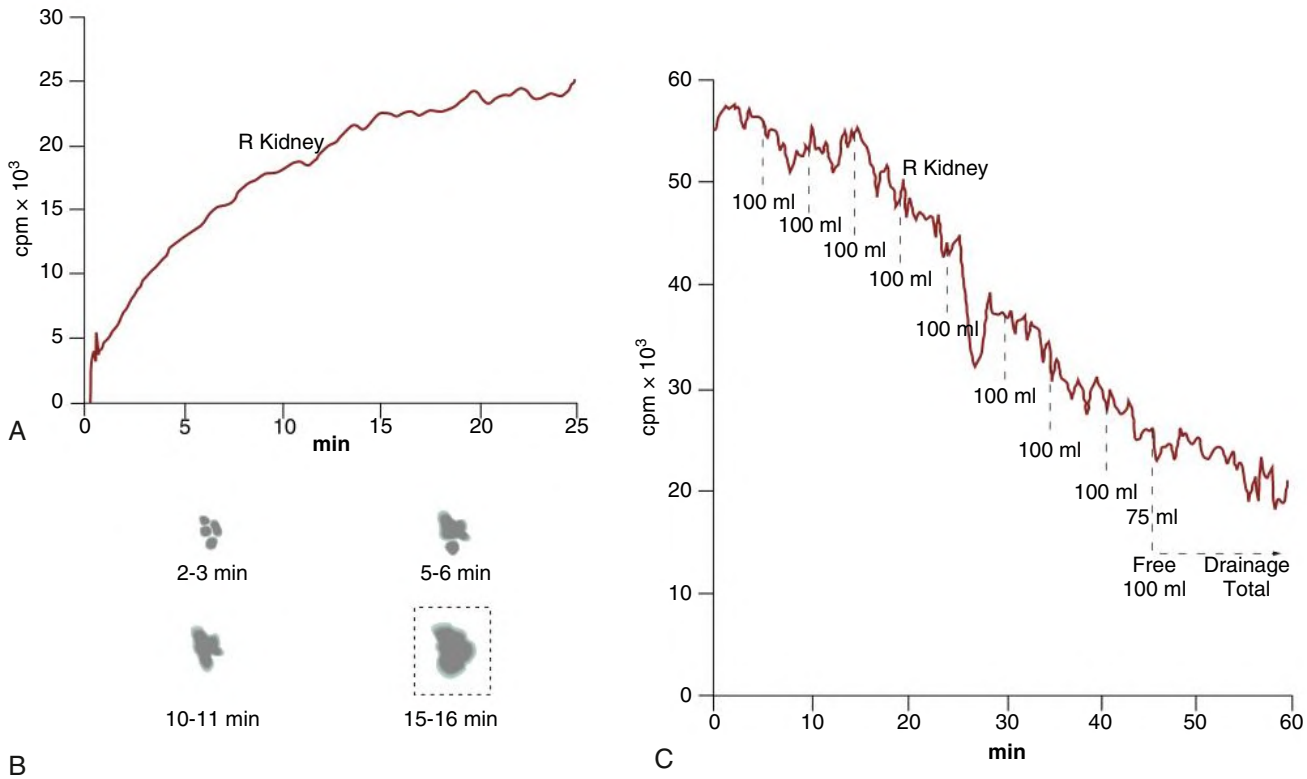 30
25
20
15
10
5
0
cpm × 10³
R Kidney
0
5
10
15
20
25
min
A
2-3 min
5-6 min
10-11 min
15-16 min
B
60
50
40
30
20
10
0
cpm × 10³
R Kidney
100 ml
100 ml
100 ml
100 ml
100 ml
100 ml
100 ml
100 ml
75 ml
Free Drainage
100 ml Total
0
10
20
30
40
50
60
min
C